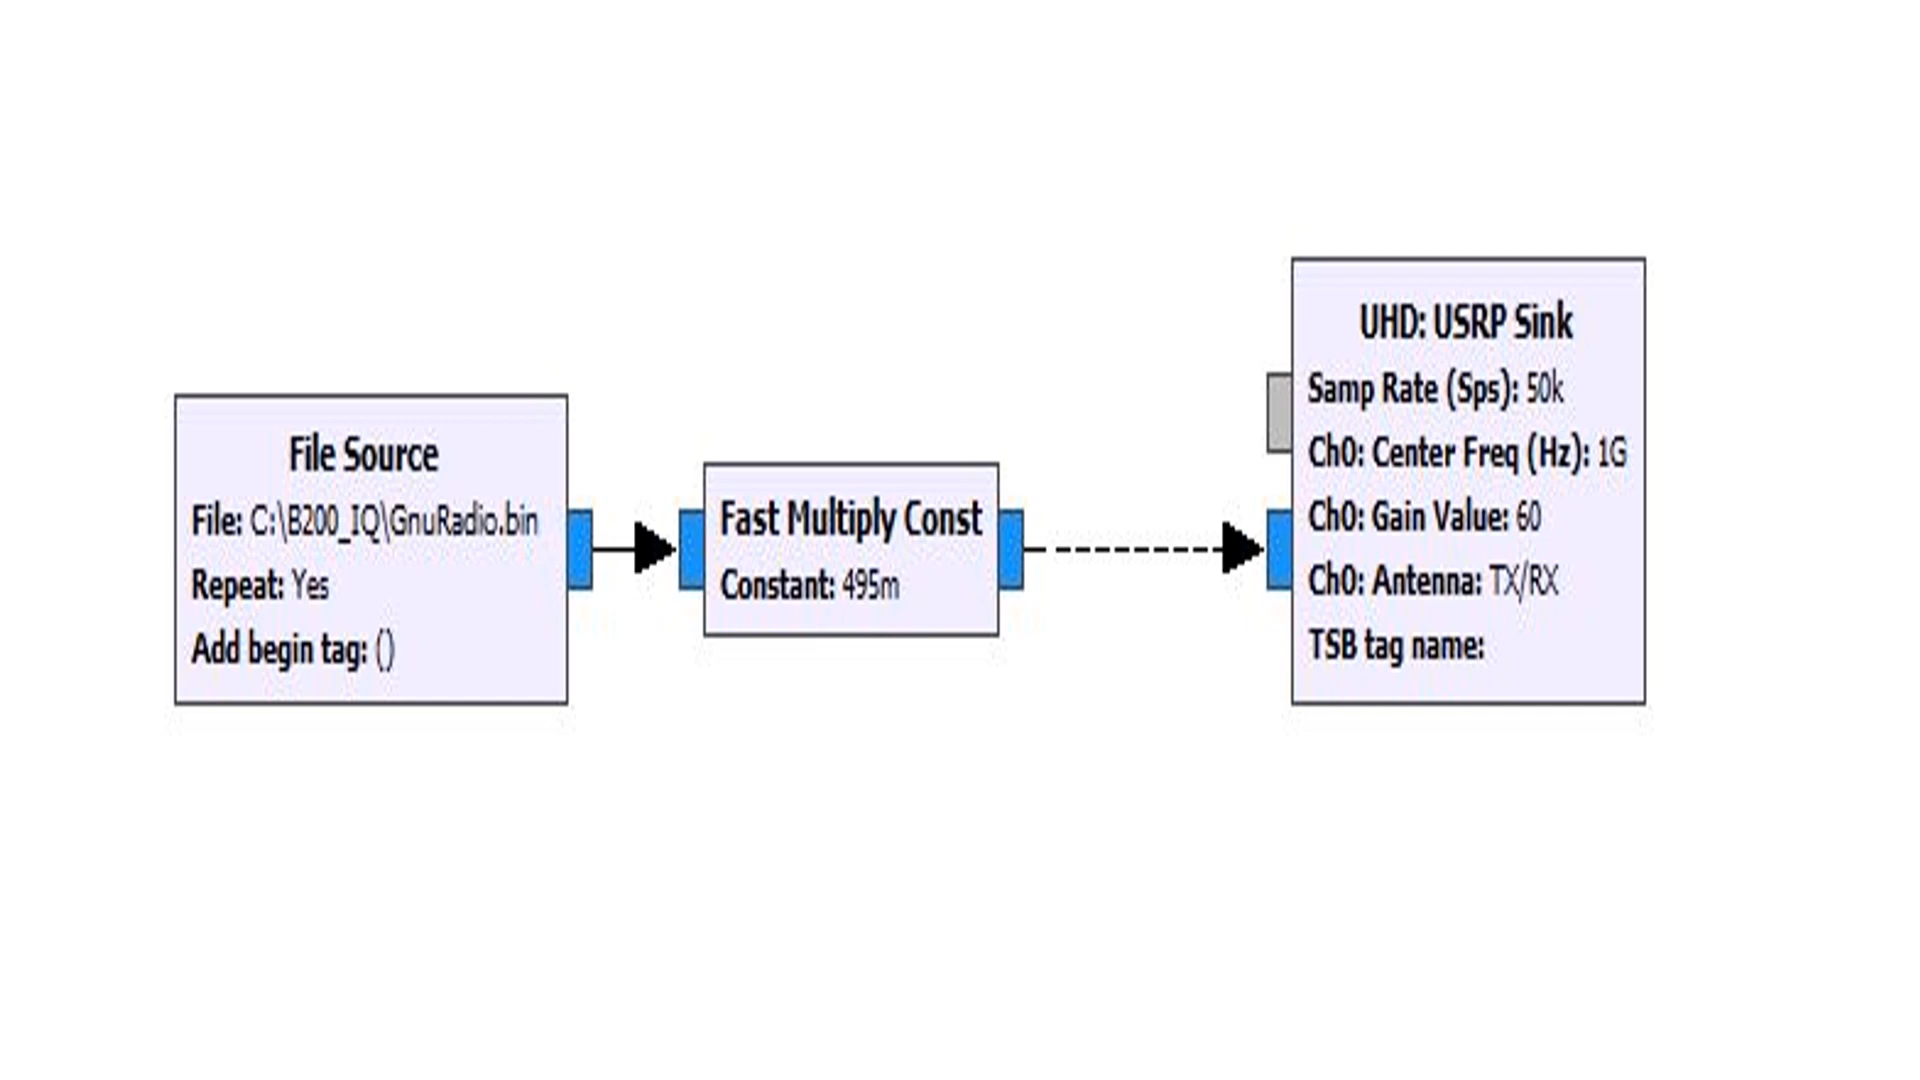 File Source
File: C:\B200_IQ\GnuRadio.bin
Repeat: Yes
Add begin tag: ()
Fast Multiply Const
Constant: 495m
UHD: USRP Sink
Samp Rate (Sps): 50k
Ch0: Center Freq (Hz): 1G
Ch0: Gain Value: 60
Ch0: Antenna: TX/RX
TSB tag name: